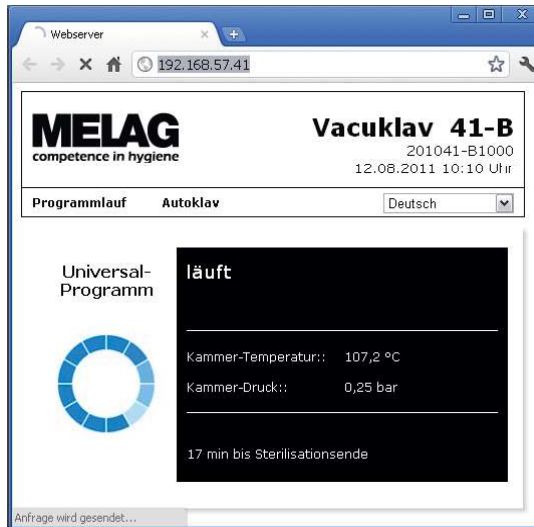 Webserver
192.168.57.41
MELAG
competence in hygiene
Vacuklav 41-B
201041-B1000
12.08.2011 10:10 Uhr
Programmlauf Autoklav Deutsch
Universal-
Programm
läuft
Kammer-Temperatur:: 107,2 °C
Kammer-Druck:: 0,25 bar
17 min bis Sterilisationsende
Anfrage wird gesendet...